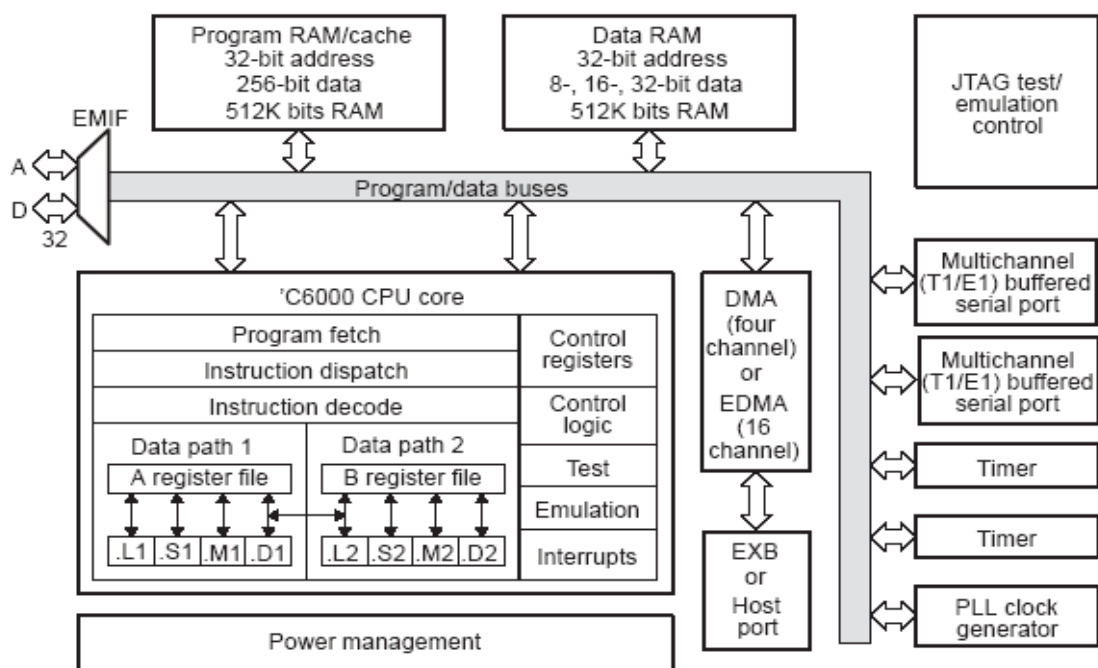 Program RAM/cache
32-bit address
256-bit data
512K bits RAM
Data RAM
32-bit address
8-, 16-, 32-bit data
512K bits RAM
JTAG test/
emulation
control
EMIF
A
D
32
Program/data buses
'C6000 CPU core
Program fetch
Instruction dispatch
Instruction decode
Data path 1
A register file
.L1 .S1 .M1 .D1
Data path 2
B register file
.L2 .S2 .M2 .D2
Control
registers
Control
logic
Test
Emulation
Interrupts
DMA
(four
channel)
or
EDMA
(16
channel)
EXB
or
Host
port
Multichannel
(T1/E1) buffered
serial port
Multichannel
(T1/E1) buffered
serial port
Timer
Timer
PLL clock
generator
Power management